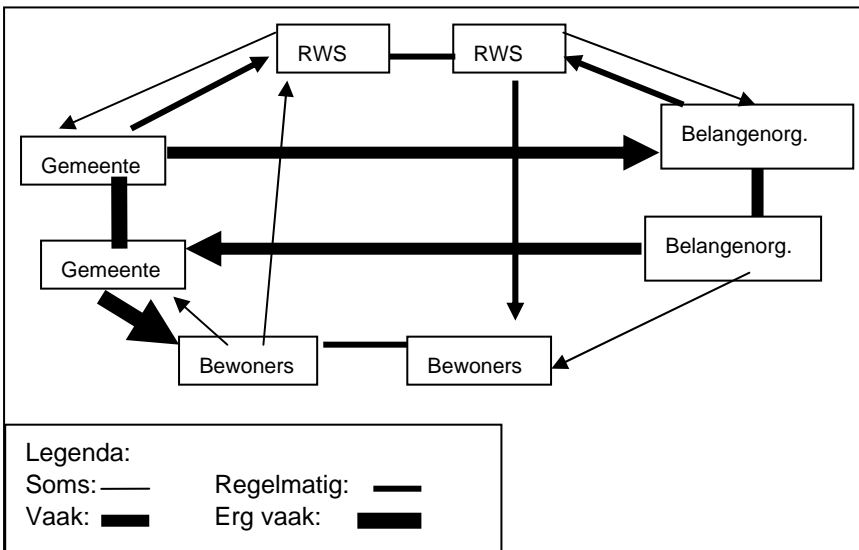 RWS
RWS
Belangenorg.
Gemeente
Belangenorg.
Gemeente
Bewoners
Bewoners
Legenda:
Soms: Regelmatig:
Vaak: Erg vaak: